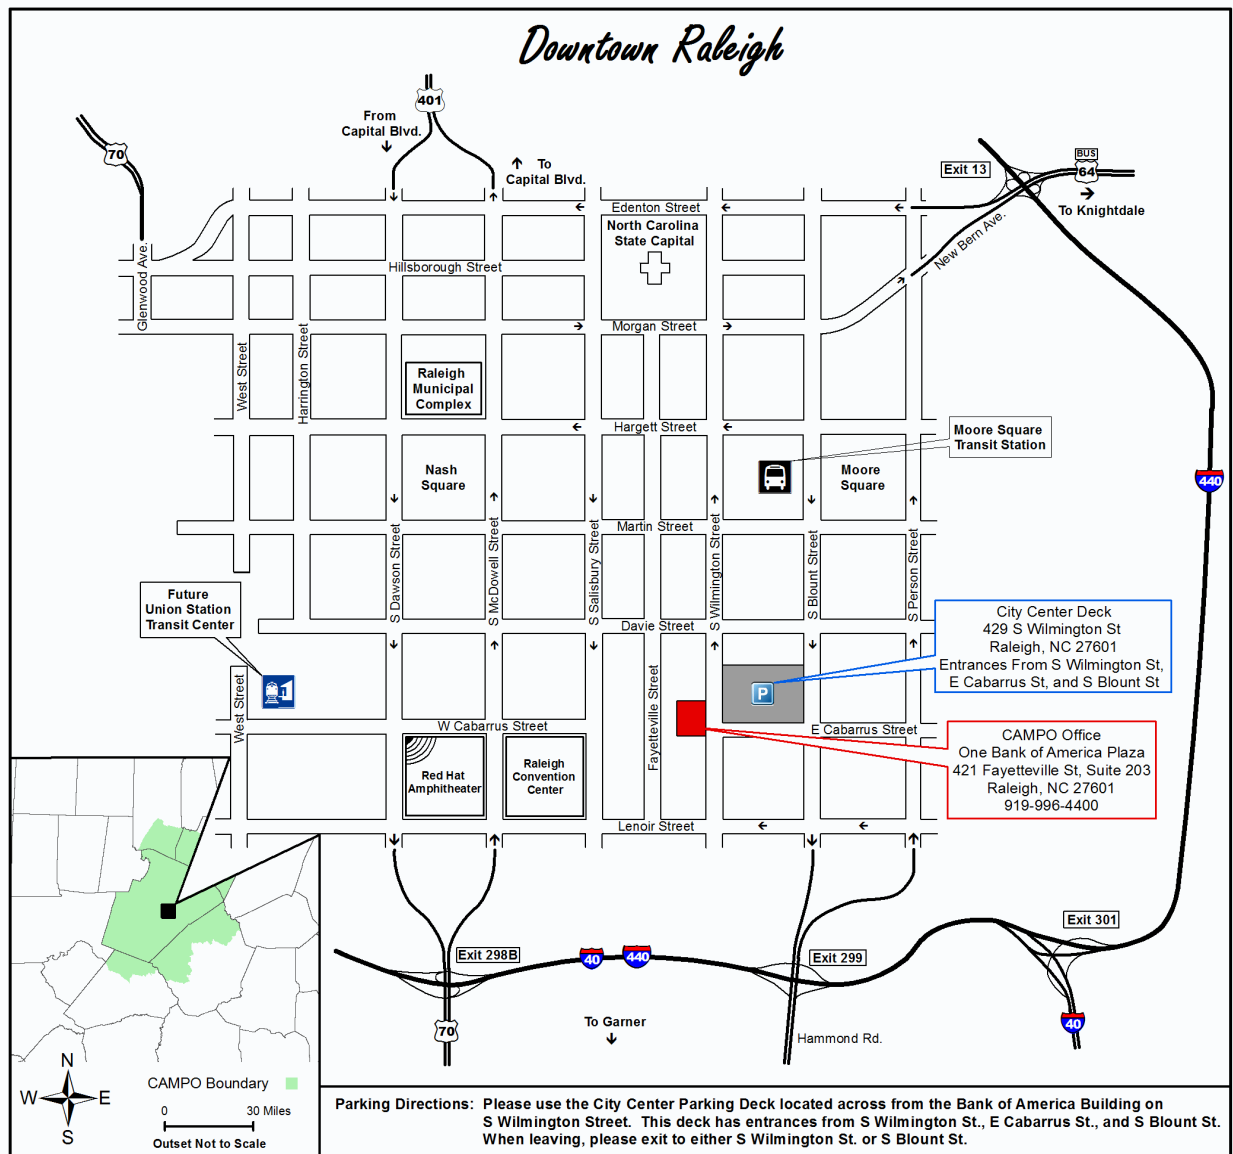 Downtown Raleigh
401
From
Capital Blvd.
To
Capital Blvd.
70
Exit 13
BUS
64
To Knightdale
Edenton Street
North Carolina
State Capital
New Bern Ave.
Glenwood Ave.
Hillsborough Street
Morgan Street
West Street
Harrington Street
Raleigh
Municipal
Complex
Hargett Street
Moore Square
Transit Station
Nash
Square
Moore
Square
440
Martin Street
S Dawson Street
S McDowell Street
S Salisbury Street
S Wilmington Street
S Blount Street
S Person Street
Future
Union Station
Transit Center
Davie Street
City Center Deck
429 S Wilmington St
Raleigh, NC 27601
Entrances From S Wilmington St,
E Cabarrus St, and S Blount St
P
West Street
Fayetteville Street
W Cabarrus Street
E Cabarrus Street
CAMPO Office
One Bank of America Plaza
421 Fayetteville St, Suite 203
Raleigh, NC 27601
919-996-4400
Red Hat
Amphitheater
Raleigh
Convention
Center
Lenoir Street
Exit 298B
40
440
Exit 299
Exit 301
70
To Garner
Hammond Rd.
40
N
W
E
S
CAMPO Boundary
0
30 Miles
Outset Not to Scale
Parking Directions: Please use the City Center Parking Deck located across from the Bank of America Building on
S Wilmington Street. This deck has entrances from S Wilmington St., E Cabarrus St., and S Blount St.
When leaving, please exit to either S Wilmington St. or S Blount St.